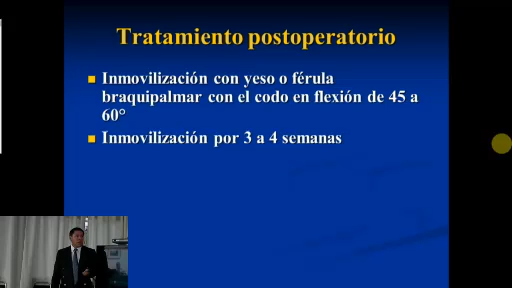 Tratamiento postoperatorio
Inmovilización con yeso o férula
braquipalmar con el codo en flexión de 45 a
60°
Inmovilización por 3 a 4 semanas